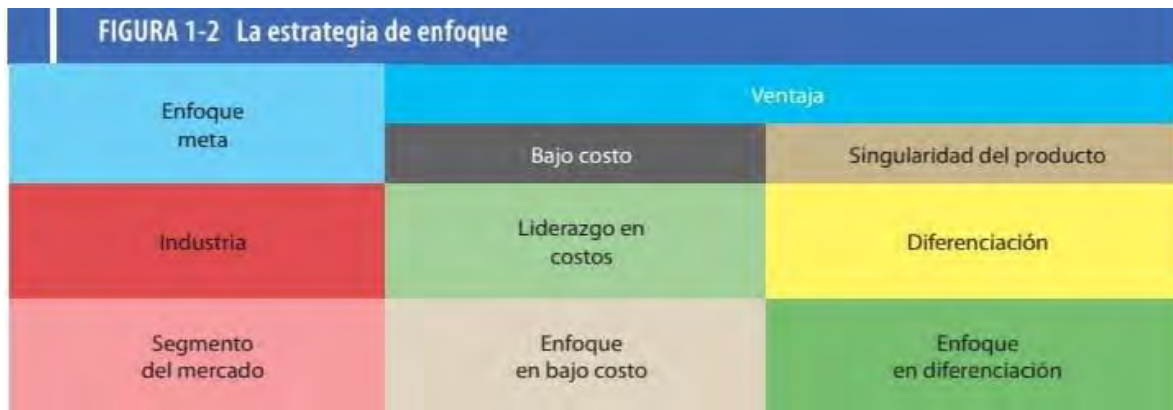 FIGURA 1-2 La estrategia de enfoque
Enfoque
meta
Ventaja
Bajo costo
Singularidad del producto
Industria
Liderazgo en
costos
Diferenciación
Segmento
del mercado
Enfoque
en bajo costo
Enfoque
en diferenciación